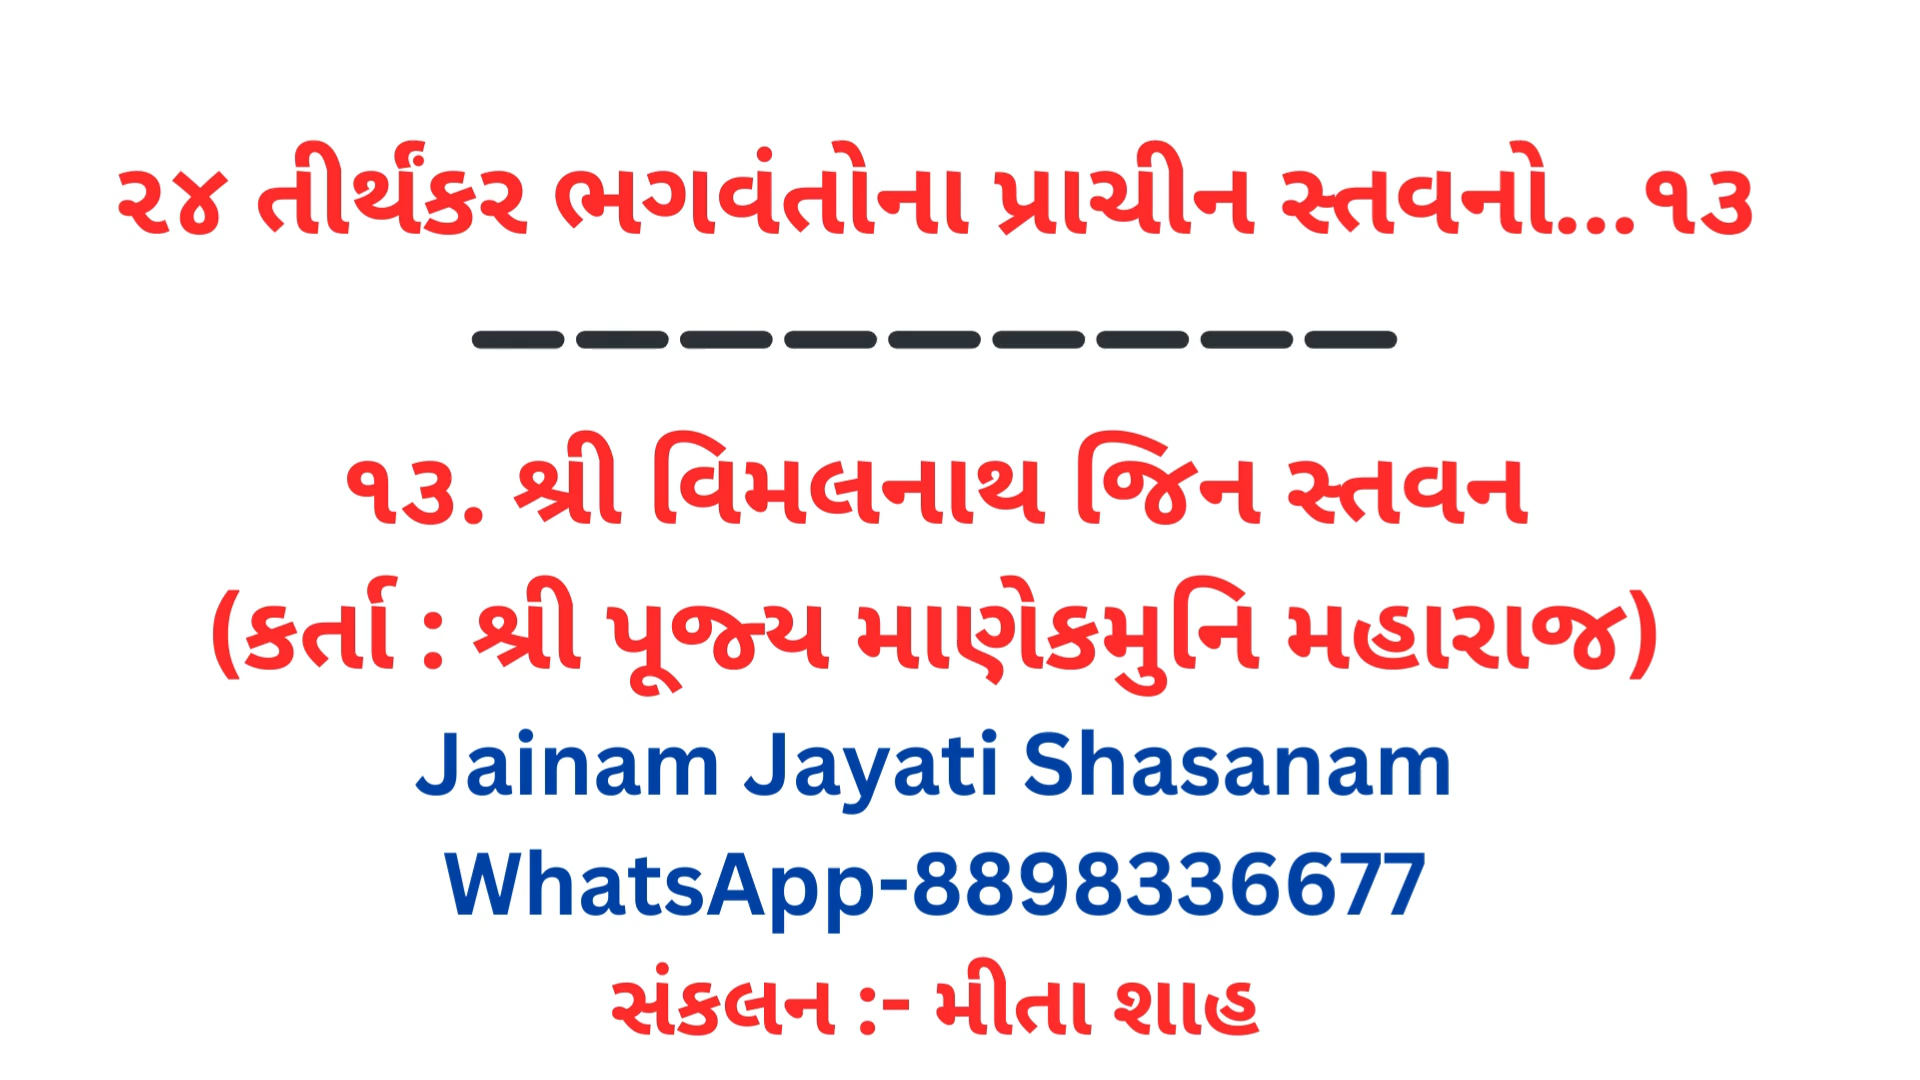 ૨૪ તીર્થંકર ભગવંતોના પ્રાચીન સ્તવનો...૧૩
૧૩. શ્રી વિમલનાથ જિન સ્તવન
(કર્તા : શ્રી પૂજ્ય માણેકમુનિ મહારાજ)
Jainam Jayati Shasanam
WhatsApp-8898336677
સંકલન :- મીતા શાહ